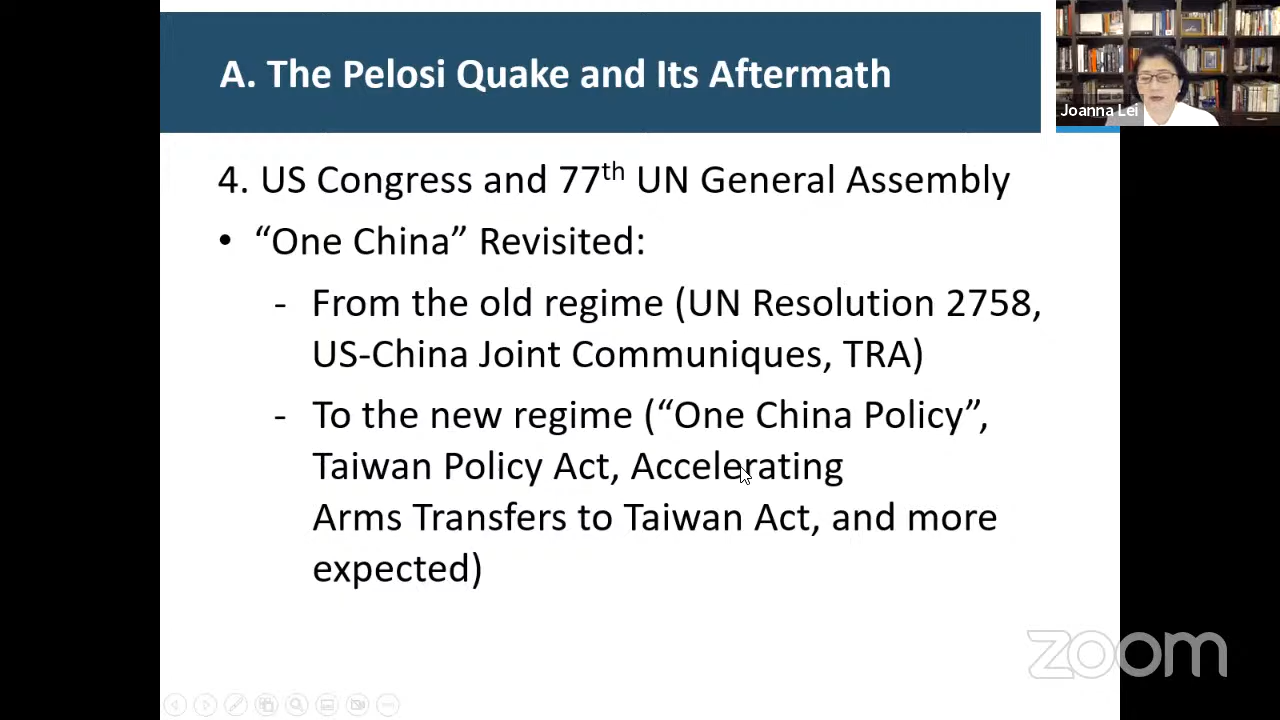 A. The Pelosi Quake and Its Aftermath
Joanna Lei
4. US Congress and 77th UN General Assembly
• “One China” Revisited:
- From the old regime (UN Resolution 2758,
US-China Joint Communiques, TRA)
- To the new regime (“One China Policy”,
Taiwan Policy Act, Accelerating
Arms Transfers to Taiwan Act, and more
expected)
zoom